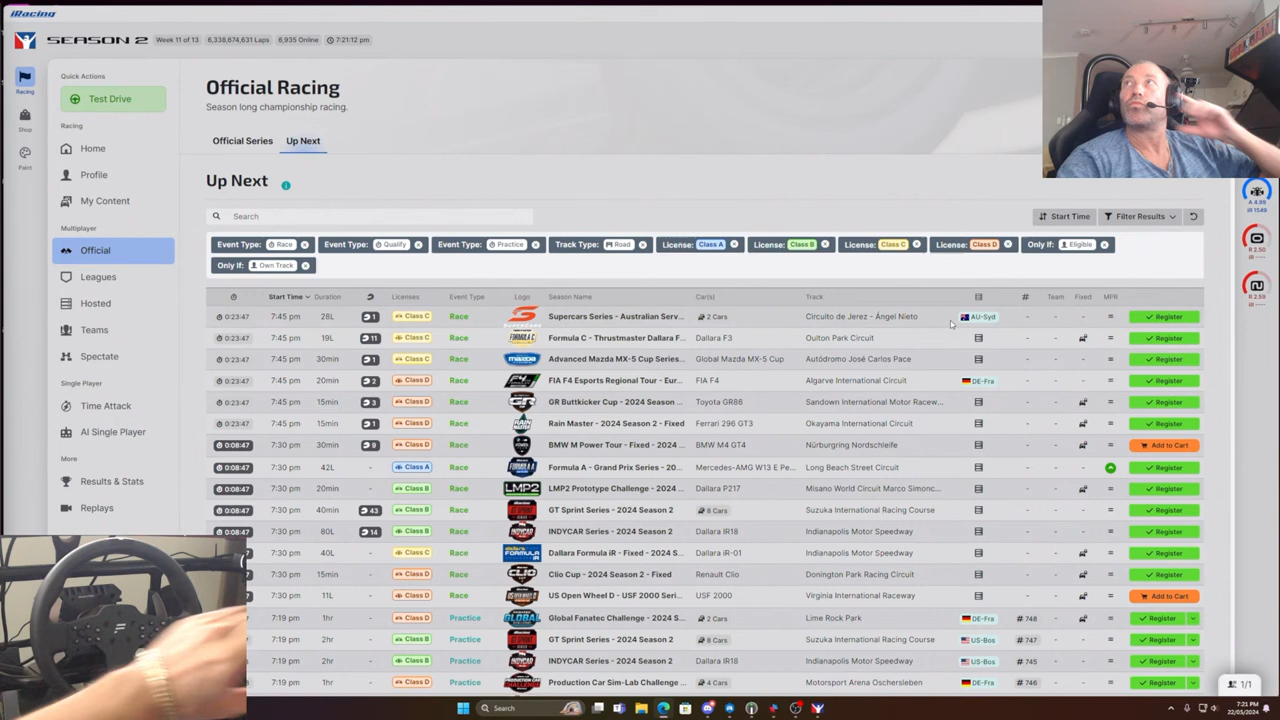 iRacing
SEASON 2 Week 11 of 13 6,338,674,631 Laps 6,935 Online 7:21:12 pm
Racing
Shop
Paint
Quick Actions
Test Drive
Racing
Home
Profile
My Content
Multiplayer
Official
Leagues
Hosted
Teams
Spectate
Single Player
Time Attack
AI Single Player
More
Results & Stats
Replays
Official Racing
Season long championship racing.
Official Series Up Next
Up Next
Search Start Time Filter Results
Event Type: Race Event Type: Qualify Event Type: Practice Track Type: Road License: Class A License: Class B License: Class C License: Class D Only If: Eligible
Only If: Own Track
Start Time Duration Licenses Event Type Logo Season Name Car(s) Track # Team Fixed MPR
0:23:47 7:45 pm 28L 1 Class C Race Supercars Series - Australian Serv... 2 Cars Circuito de Jerez - Ángel Nieto AU-Syd - - - = Register
0:23:47 7:45 pm 19L 11 Class C Race Formula C - Thrustmaster Dallara F... Dallara F3 Oulton Park Circuit - - = Register
0:23:47 7:45 pm 30min 1 Class C Race Advanced Mazda MX-5 Cup Series... Global Mazda MX-5 Cup Autódromo José Carlos Pace - - - = Register
0:23:47 7:45 pm 20min 2 Class D Race FIA F4 Esports Regional Tour - Eur... FIA F4 Algarve International Circuit DE-Fra - - = Register
0:23:47 7:45 pm 15min 3 Class D Race GR Buttkicker Cup - 2024 Season ... Toyota GR86 Sandown International Motor Racew... - - = Register
0:23:47 7:45 pm 15min 1 Class D Race Rain Master - 2024 Season 2 - Fixed Ferrari 296 GT3 Okayama International Circuit - - = Register
0:08:47 7:30 pm 30min 9 Class D Race BMW M Power Tour - Fixed - 2024 S... BMW M4 GT4 Nürburgring Nordschleife - - = Add to Cart
0:08:47 7:30 pm 42L - Class A Race Formula A - Grand Prix Series - 20... Mercedes-AMG W13 E Pe... Long Beach Street Circuit - - - Register
0:08:47 7:30 pm 20min - Class B Race LMP2 Prototype Challenge - 2024 ... Dallara P217 Misano World Circuit Marco Simonc... - - = Register
0:08:47 7:30 pm 40min 43 Class B Race GT Sprint Series - 2024 Season 2 8 Cars Suzuka International Racing Course - - - = Register
0:08:47 7:30 pm 80L 14 Class B Race INDYCAR Series - 2024 Season 2 Dallara IR18 Indianapolis Motor Speedway - - - = Register
7:30 pm 40L - Class C Race Dallara Formula iR - Fixed - 2024 S... Dallara iR-01 Indianapolis Motor Speedway - - = Register
7:30 pm 15min - Class D Race Clio Cup - 2024 Season 2 - Fixed Renault Clio Donington Park Racing Circuit - - = Register
7:30 pm 11L - Class D Race US Open Wheel D - USF 2000 Seri... USF 2000 Virginia International Raceway - - = Add to Cart
7:19 pm 1hr - Class D Practice Global Fanatec Challenge - 2024 S... 2 Cars Lime Rock Park DE-Fra # 748 - = Register
7:19 pm 2hr - Class B Practice GT Sprint Series - 2024 Season 2 8 Cars Suzuka International Racing Course US-Bos # 747 - - = Register
7:19 pm 2hr - Class B Practice INDYCAR Series - 2024 Season 2 Dallara IR18 Indianapolis Motor Speedway US-Bos # 745 - - = Register
7:19 pm 1hr - Class D Practice Production Car Sim-Lab Challenge ... 4 Cars Motorsport Arena Oschersleben DE-Fra # 746 - = Register
A 4.99
iR 1549
R 2.50
iR ----
R 2.59
iR ----
1/1
Search
7:21 PM
22/05/2024